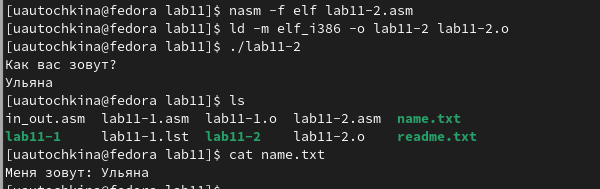 [uautochkina@fedora lab11]$ nasm -f elf lab11-2.asm
[uautochkina@fedora lab11]$ ld -m elf_i386 -o lab11-2 lab11-2.o
[uautochkina@fedora lab11]$ ./lab11-2
Как вас зовут?
Ульяна
[uautochkina@fedora lab11]$ ls
in_out.asm  lab11-1.asm  lab11-1.o  lab11-2.asm  name.txt
lab11-1  lab11-1.lst  lab11-2  lab11-2.o  readme.txt
[uautochkina@fedora lab11]$ cat name.txt
Меня зовут: Ульяна
[uautochkina@fedora lab11]$